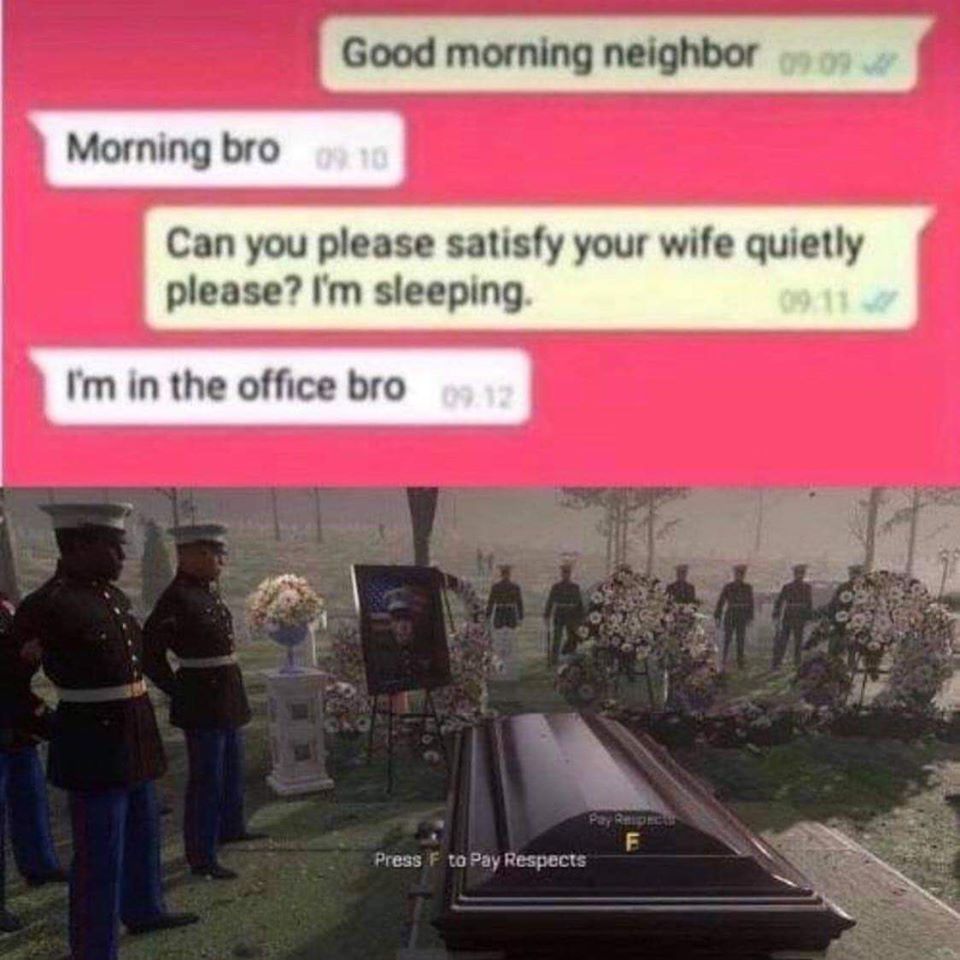 Good morning neighbor 09:09
Morning bro 09:10
Can you please satisfy your wife quietly
please? I'm sleeping. 09:11
I'm in the office bro 09:12
Pay Respects
F
Press F to Pay Respects